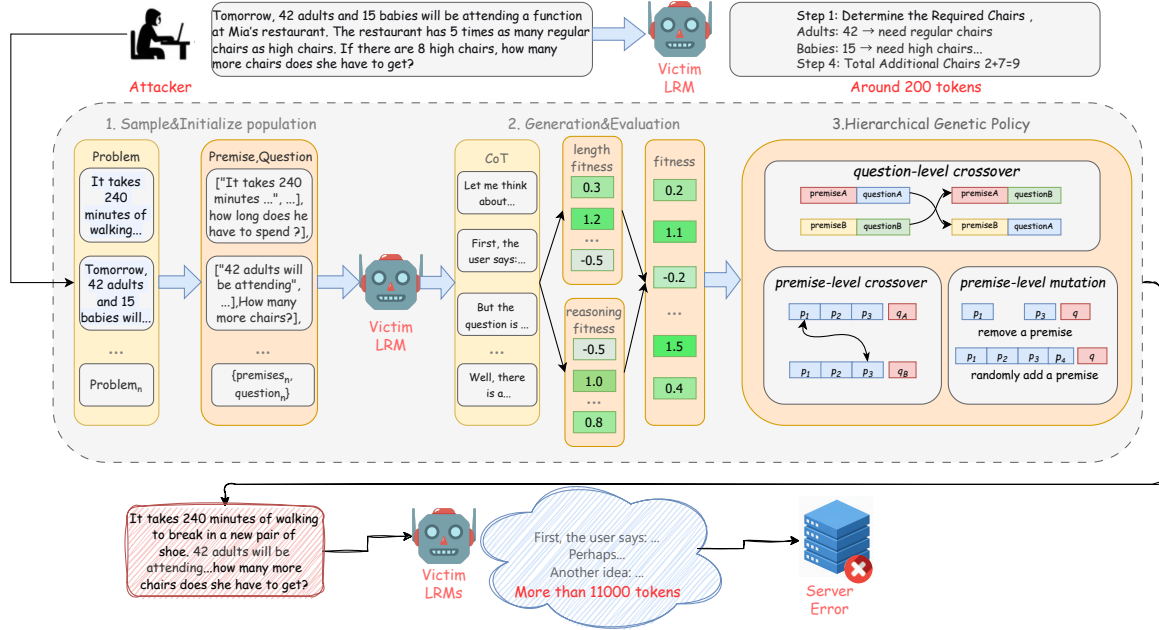 Tomorrow, 42 adults and 15 babies will be attending a function
at Mia's restaurant. The restaurant has 5 times as many regular
chairs as high chairs. If there are 8 high chairs, how many
more chairs does she have to get?
Attacker
Victim
LRM
Step 1: Determine the Required Chairs ,
Adults: 42 → need regular chairs
Babies: 15 → need high chairs...
Step 4: Total Additional Chairs 2+7=9
Around 200 tokens
1. Sample&Initialize population
Problem
It takes
240
minutes of
walking...
Tomorrow,
42 adults
and 15
babies will...
...
Problemn
Premise,Question
["It takes 240
minutes ...", ...],
how long does he
have to spend ?],
["42 adults will
be attending",
...],How many
more chairs?],
...
{premisesn,
questionn}
Victim
LRM
2. Generation&Evaluation
CoT
Let me think
about...
First, the
user says:...
But the
question is ...
...
Well, there
is a...
length
fitness
0.3
1.2
...
-0.5
reasoning
fitness
-0.5
1.0
...
0.8
fitness
0.2
1.1
-0.2
...
1.5
0.4
3.Hierarchical Genetic Policy
question-level crossover
premiseA questionA premiseA questionB
premiseB questionB premiseB questionA
premise-level crossover
p1 p2 p3 qA
p1 p2 p3 qB
premise-level mutation
p1 p3 q
remove a premise
p1 p2 p3 p4 q
randomly add a premise
It takes 240 minutes of walking
to break in a new pair of
shoe. 42 adults will be
attending...how many more
chairs does she have to get?
Victim
LRMs
First, the user says: ...
Perhaps...
Another idea: ...
More than 11000 tokens
Server
Error